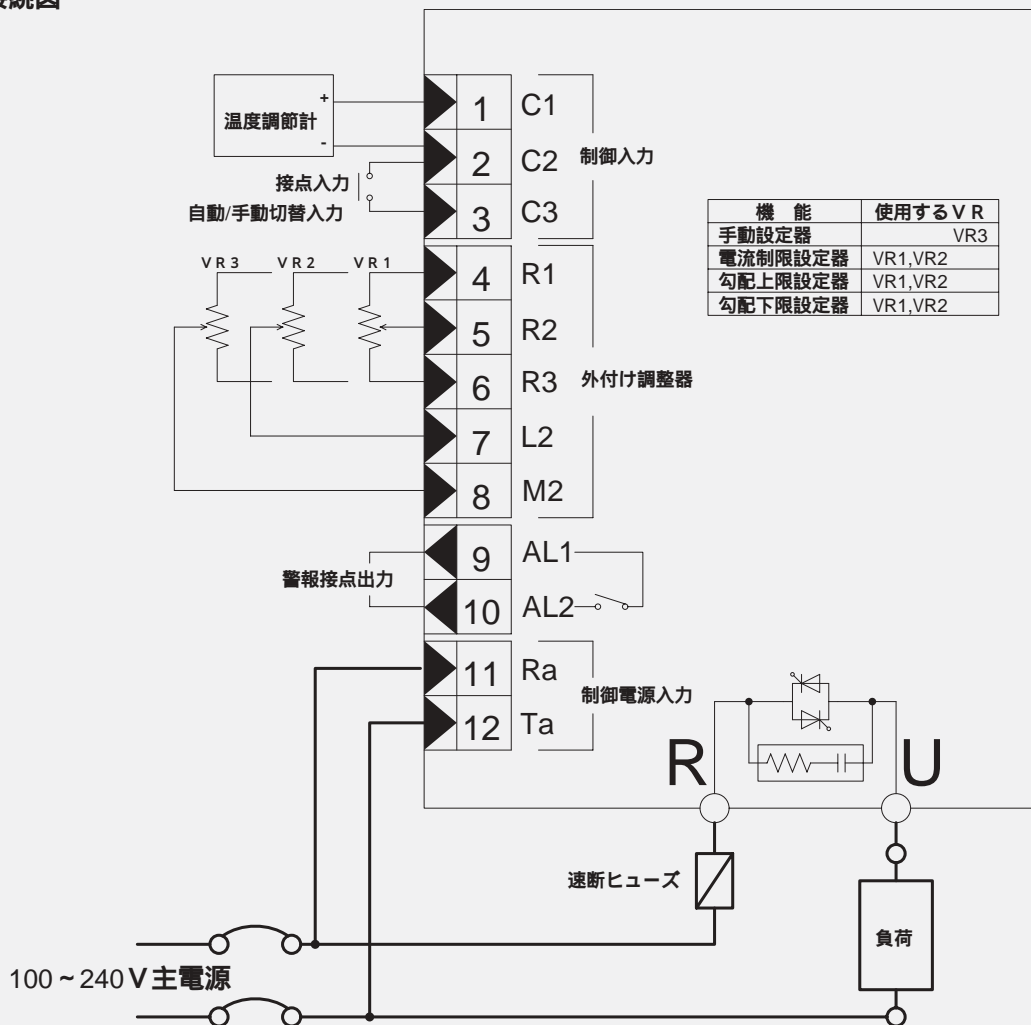 接続図
温度調節計
+
-
接点入力
自動/手動切替入力
1 C1
2 C2
3 C3
制御入力
機 能 使用するVR
手動設定器 VR3
電流制限設定器 VR1,VR2
勾配上限設定器 VR1,VR2
勾配下限設定器 VR1,VR2
VR3 VR2 VR1
4 R1
5 R2
6 R3
7 L2
8 M2
外付け調整器
警報接点出力
9 AL1
10 AL2
11 Ra
12 Ta
制御電源入力
R U
速断ヒューズ
負荷
100~240V主電源